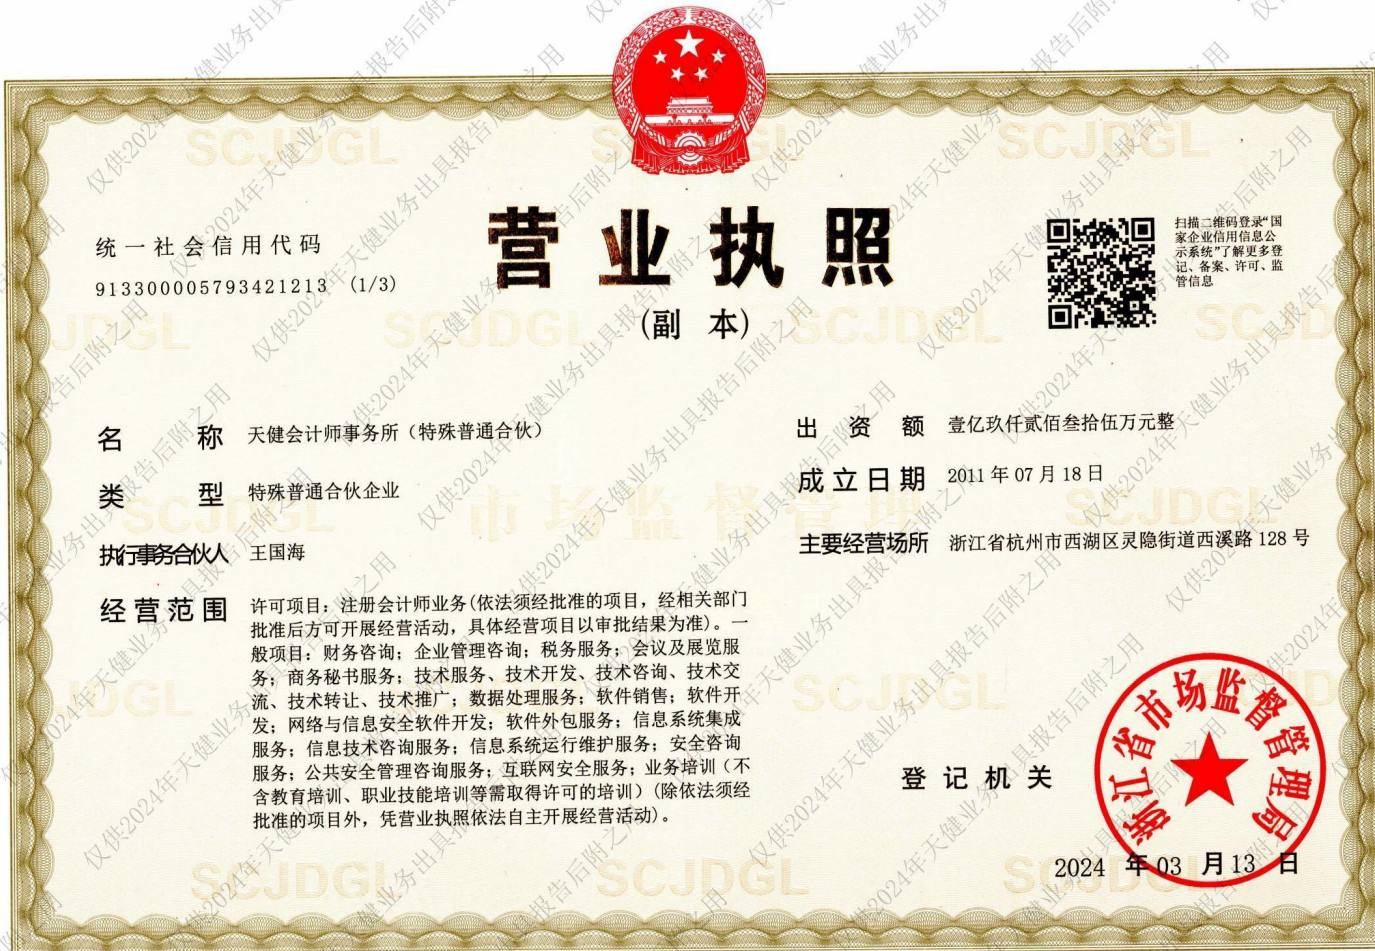 营业执照
(副 本)
统一社会信用代码
913300005793421213 (1/3)
扫描二维码登录“国
家企业信用信息公
示系统”了解更多登
记、备案、许可、监
管信息
名 称 天健会计师事务所（特殊普通合伙）
类 型 特殊普通合伙企业
执行事务合伙人 王国海
经营范围 许可项目：注册会计师业务(依法须经批准的项目，经相关部门
批准后方可开展经营活动，具体经营项目以审批结果为准)。一
般项目：财务咨询；企业管理咨询；税务服务；会议及展览服
务；商务秘书服务；技术服务、技术开发、技术咨询、技术交
流、技术转让、技术推广；数据处理服务；软件销售；软件开
发；网络与信息安全软件开发；软件外包服务；信息系统集成
服务；信息技术咨询服务；信息系统运行维护服务；安全咨询
服务；公共安全管理咨询服务；互联网安全服务；业务培训（不
含教育培训、职业技能培训等需取得许可的培训）(除依法须经
批准的项目外，凭营业执照依法自主开展经营活动)。
出 资 额 壹亿玖仟贰佰叁拾伍万元整
成立日期 2011 年 07 月 18 日
主要经营场所 浙江省杭州市西湖区灵隐街道西溪路 128 号
登记机关
浙江省市场监督管理局
2024 年 03 月 13 日
市场监督管理
SCJDGL
仅供2024年天健业务出具报告后附之用